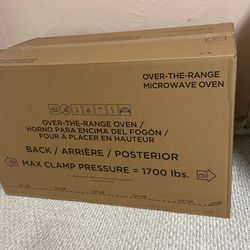 OVER-THE-RANGE
MICROWAVE OVEN
OVER-THE-RANGE OVEN /
HORNO PARA ENCIMA DEL FOGÓN /
FOUR A PLACER EN HAUTEUR
BACK / ARRIÈRE / POSTERIOR
MAX CLAMP PRESSURE = 1700 lbs.